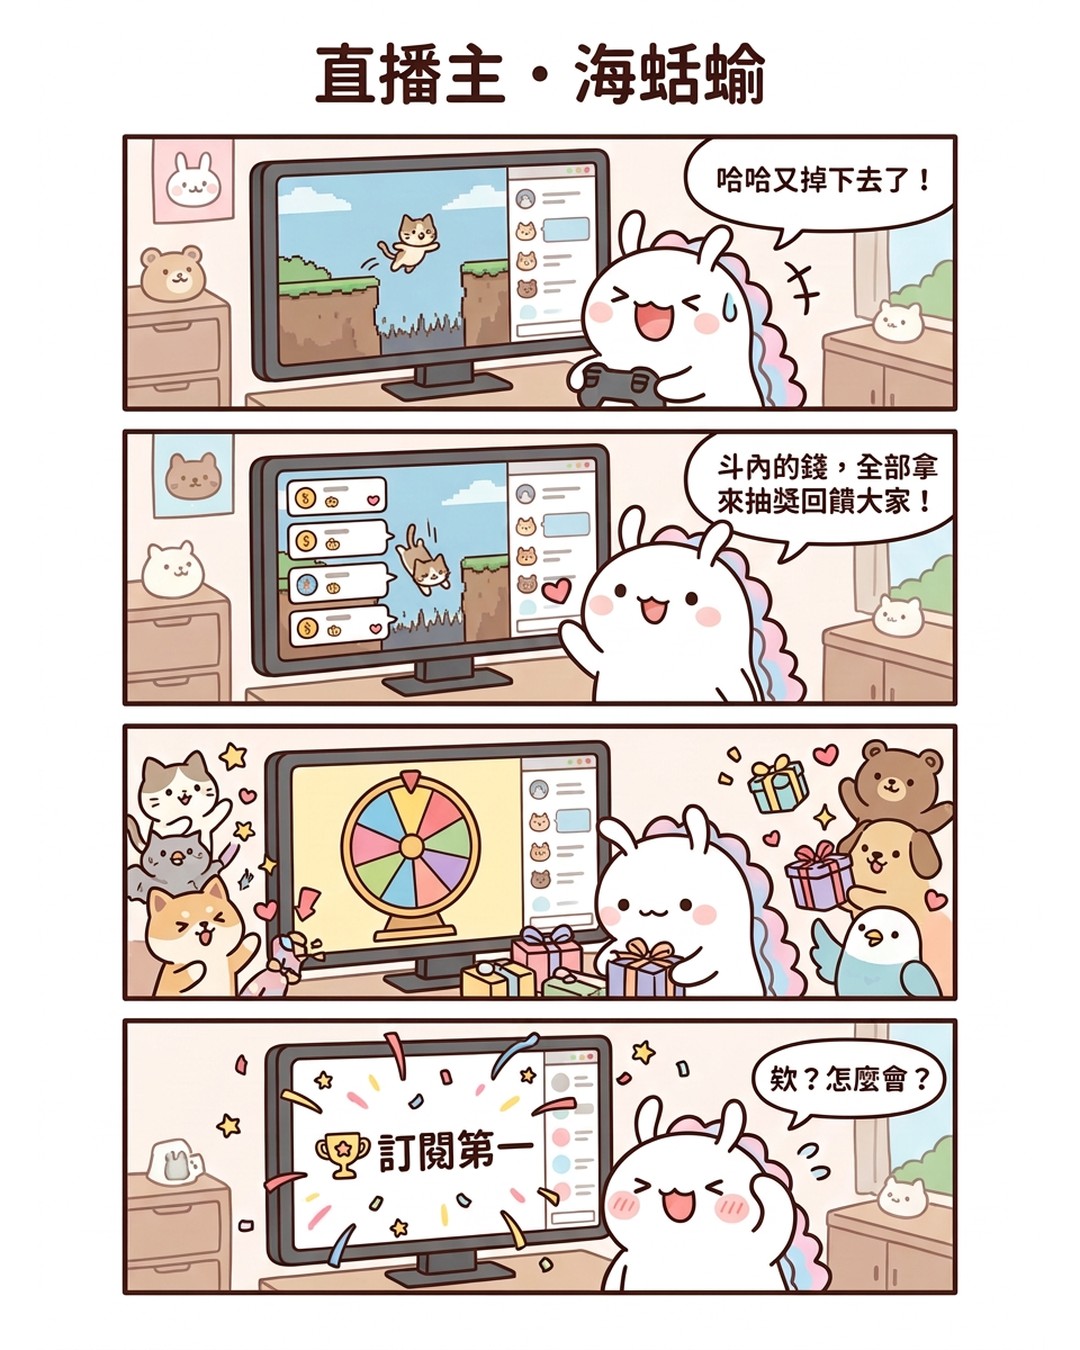 直播主・海蛞蝓
哈哈又掉下去了！
斗內的錢，全部拿
來抽獎回饋大家！
訂閱第一
欸？怎麼會？